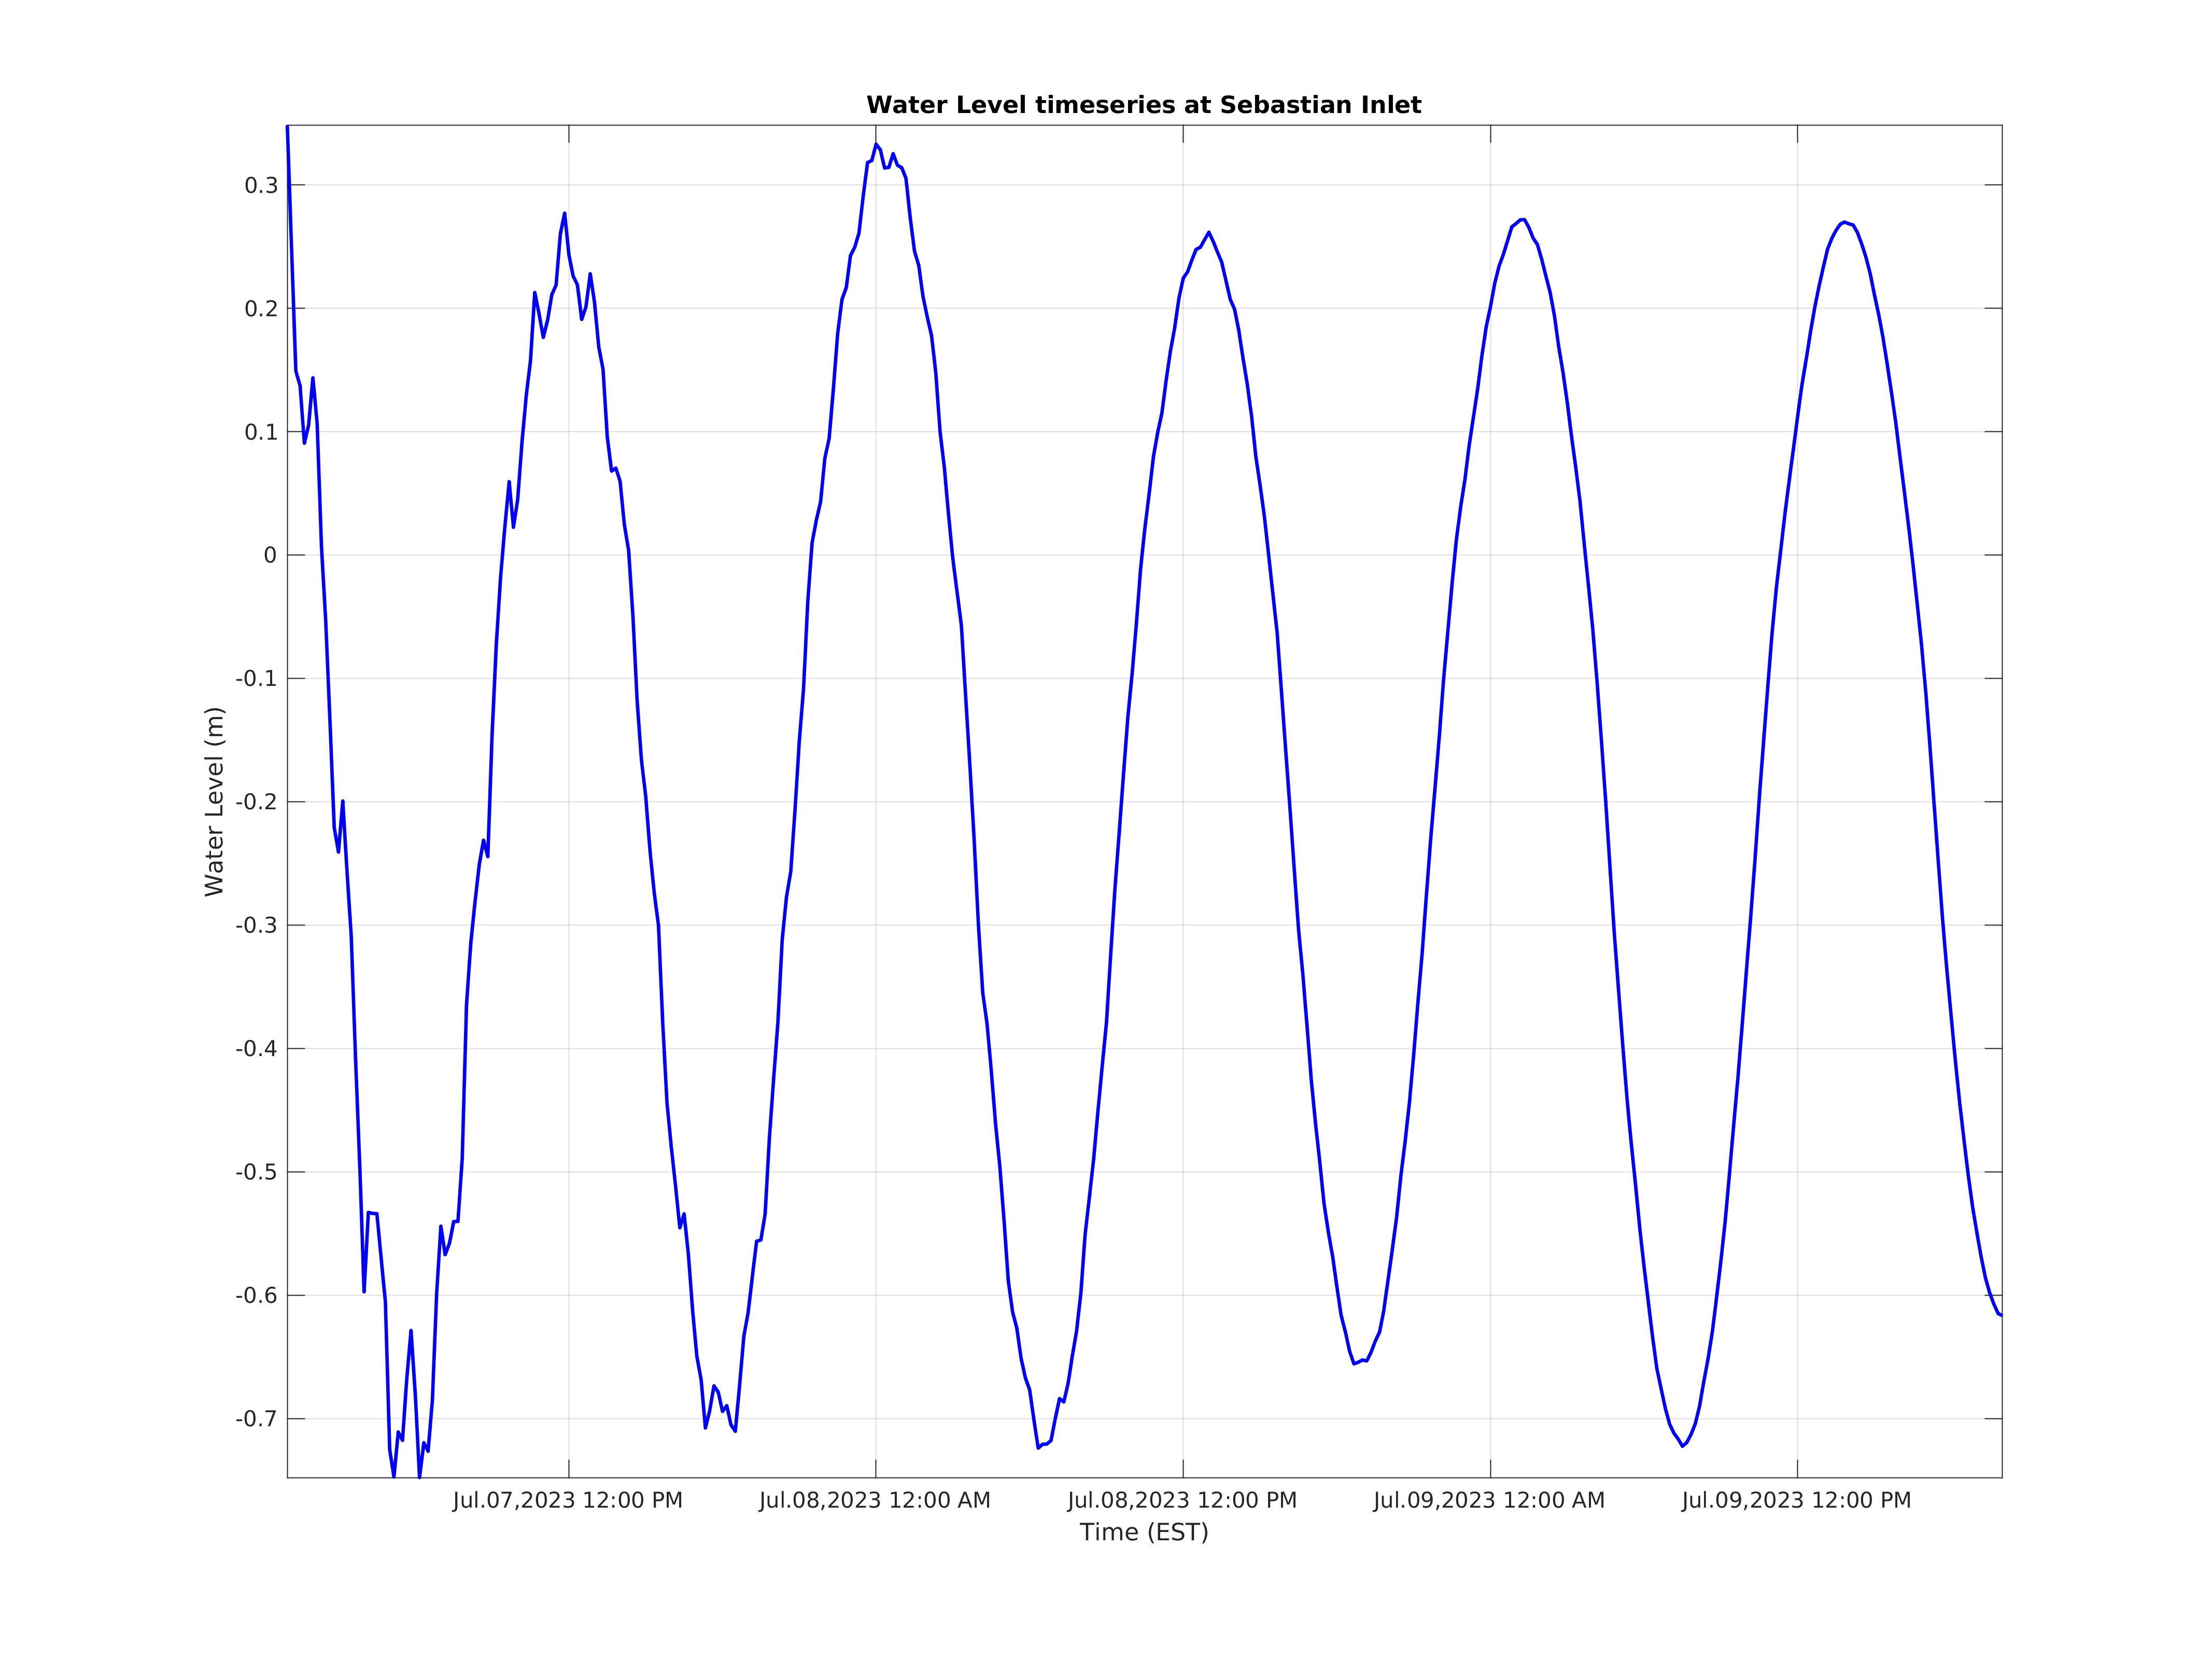 Water Level timeseries at Sebastian Inlet
0.3
0.2
0.1
0
-0.1
-0.2
-0.3
-0.4
-0.5
-0.6
-0.7
Water Level (m)
Jul.07,2023 12:00 PM
Jul.08,2023 12:00 AM
Jul.08,2023 12:00 PM
Jul.09,2023 12:00 AM
Jul.09,2023 12:00 PM
Time (EST)